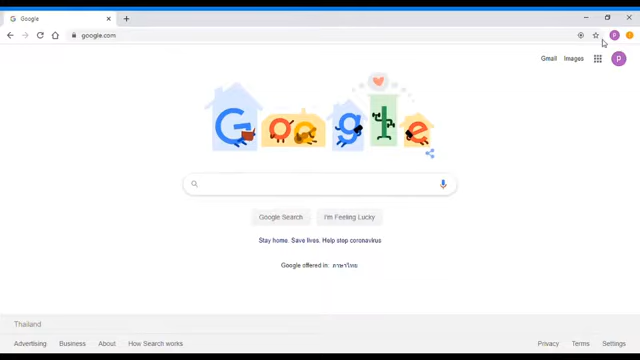 Google
google.com
P
Gmail Images P
Google
Google Search I'm Feeling Lucky
Stay home. Save lives. Help stop coronavirus
Google offered in: ภาษาไทย
Thailand
Advertising Business About How Search works Privacy Terms Settings